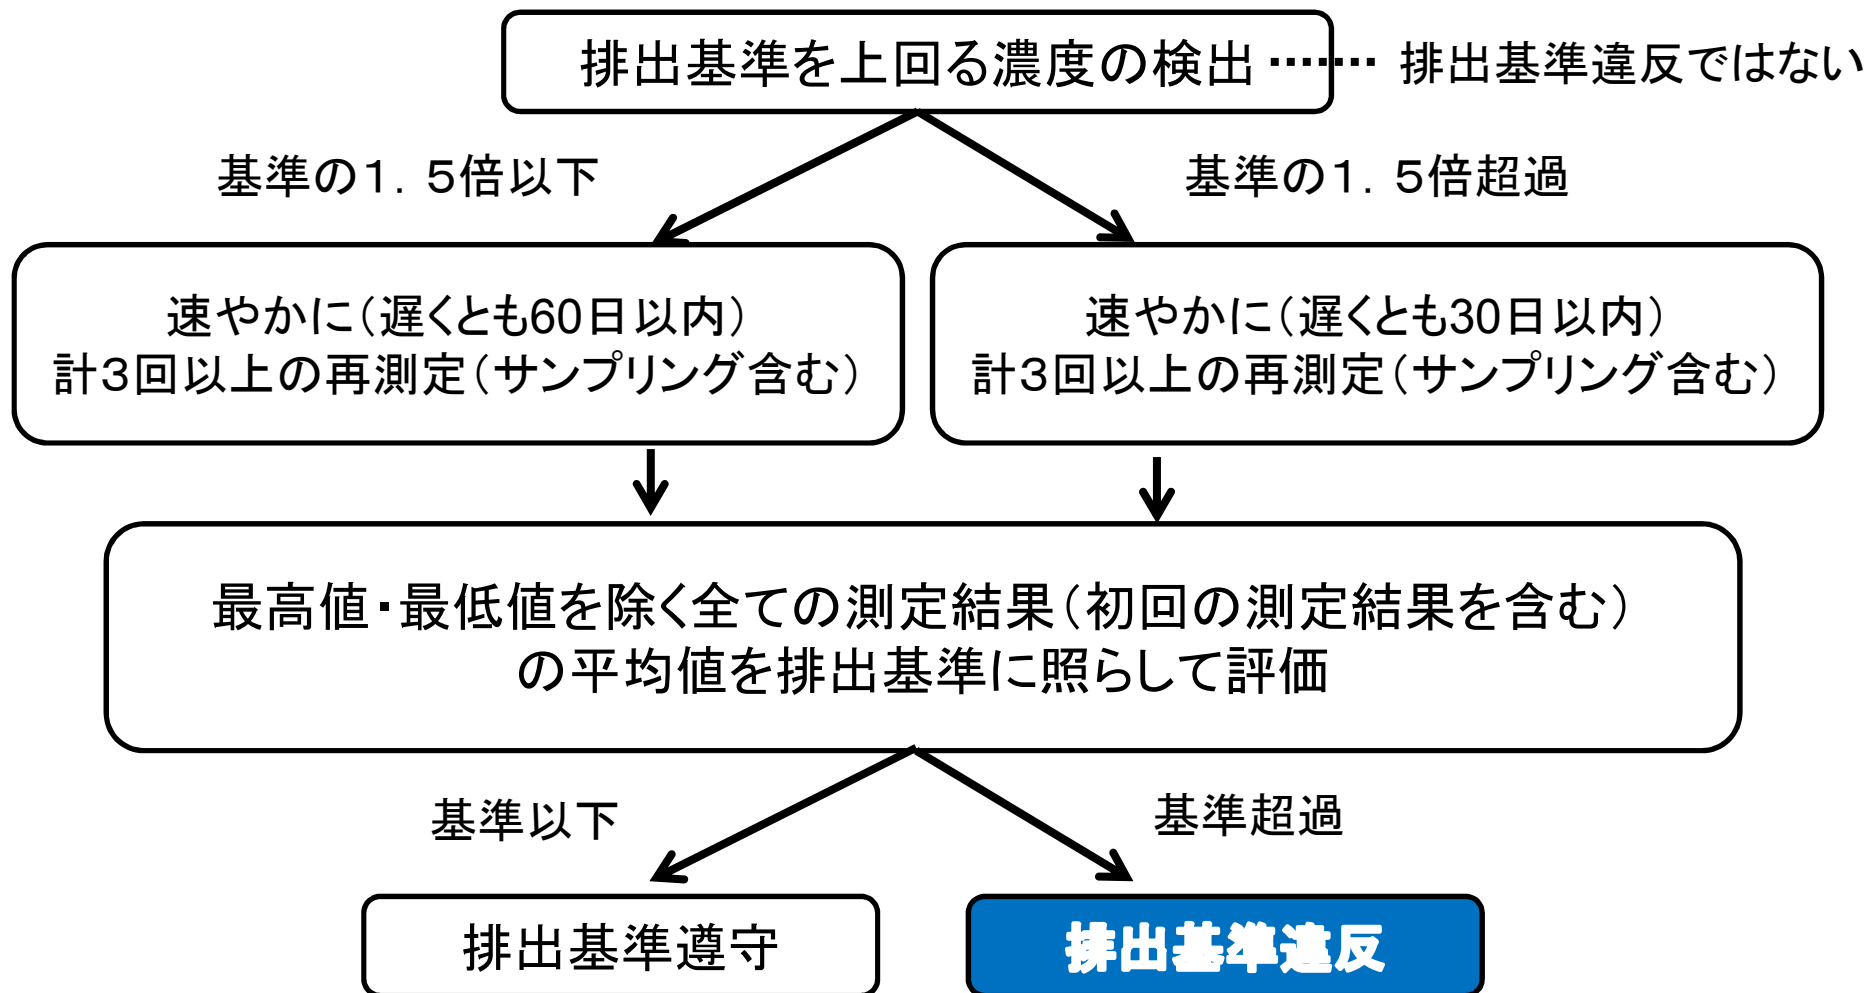 排出基準を上回る濃度の検出 ‥‥‥‥ 排出基準違反ではない
基準の１．５倍以下
基準の１．５倍超過
速やかに（遅くとも60日以内）
計３回以上の再測定（サンプリング含む）
速やかに（遅くとも30日以内）
計３回以上の再測定（サンプリング含む）
最高値・最低値を除く全ての測定結果（初回の測定結果を含む）
の平均値を排出基準に照らして評価
基準以下
基準超過
排出基準遵守
排出基準違反